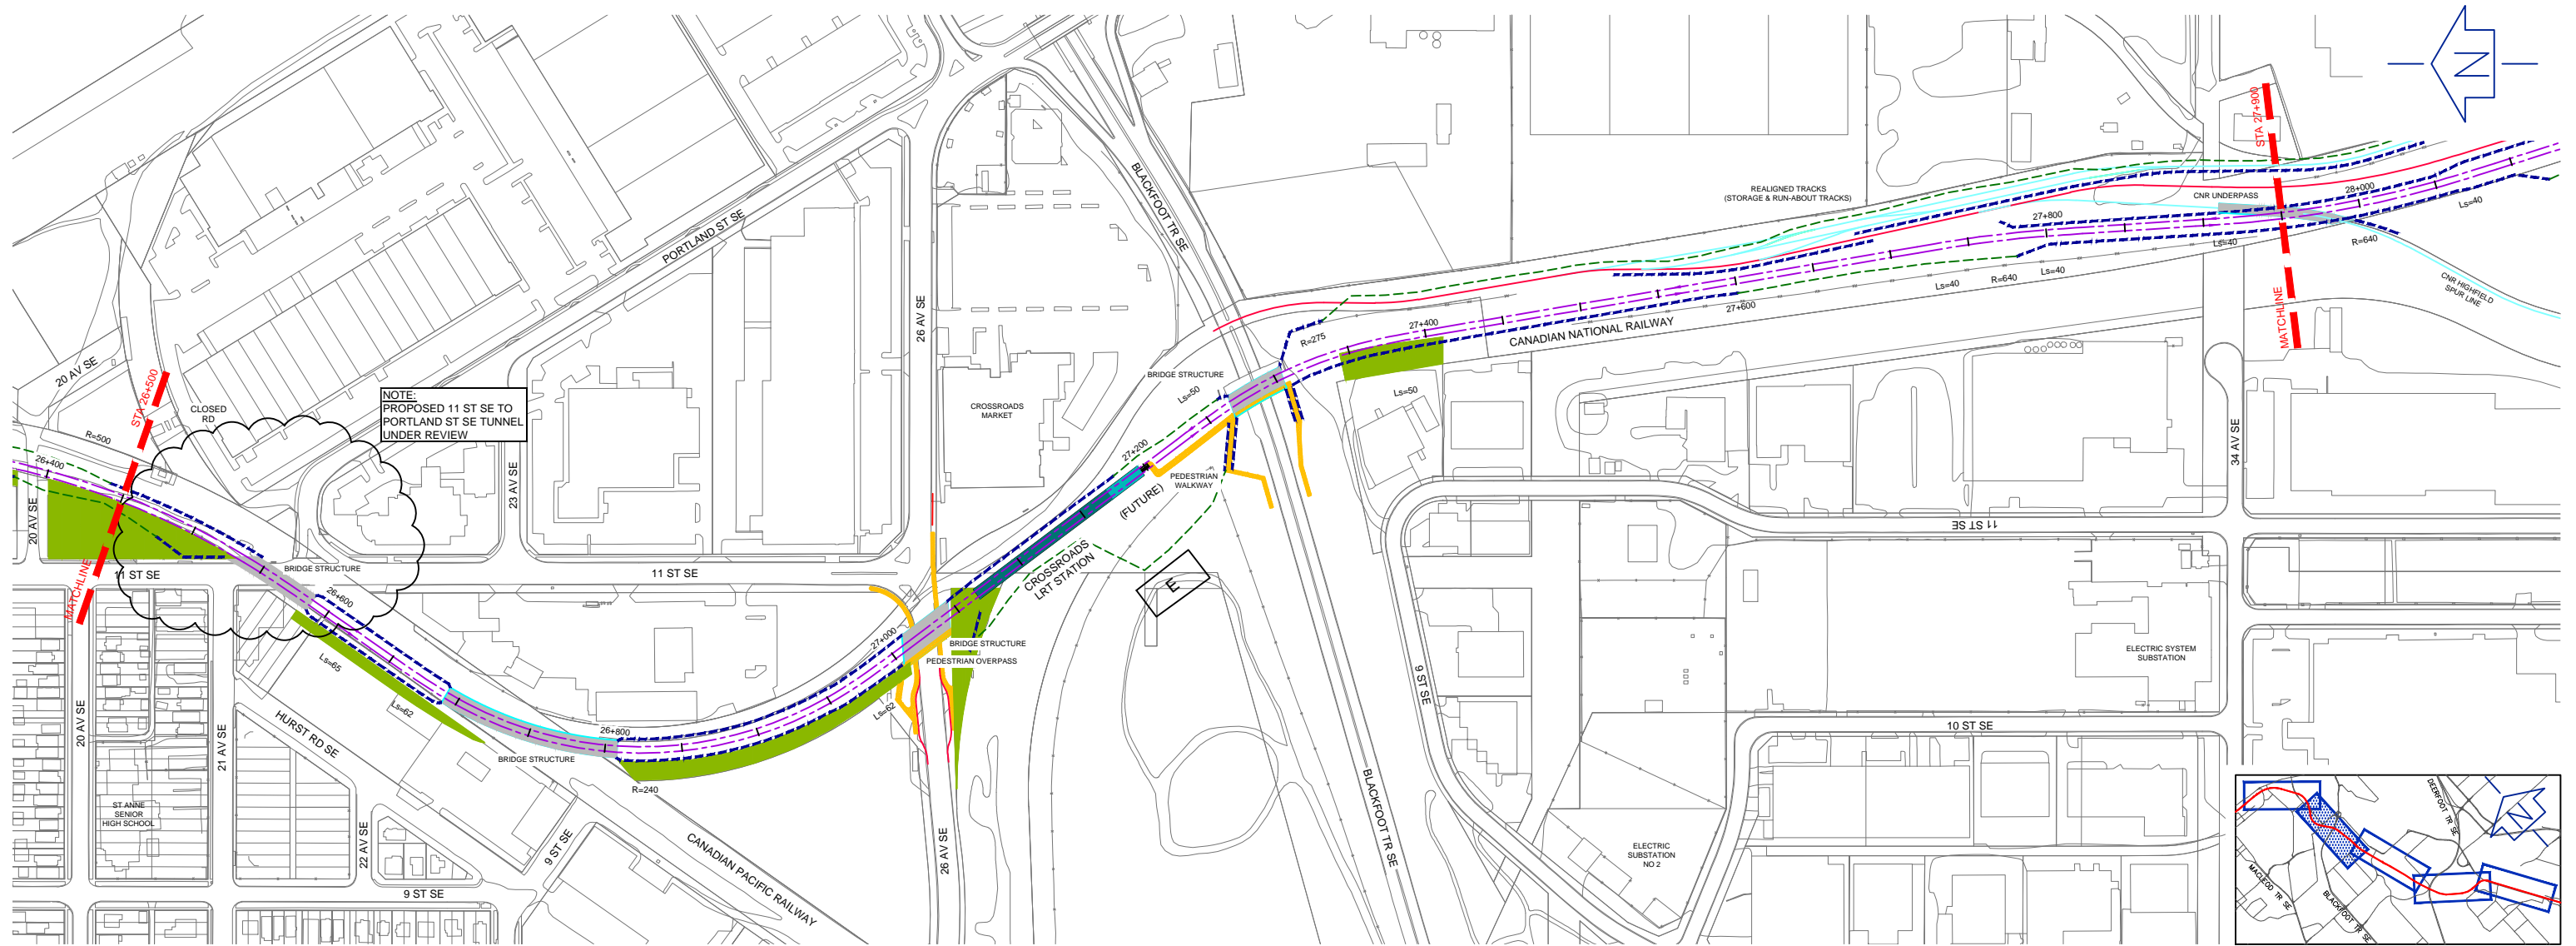 N
STA 27+900
BLACKFOOT TR SE
REALIGNED TRACKS
(STORAGE & RUN-ABOUT TRACKS)
CNR UNDERPASS
28+000
Ls=40
27+800
Ls=40
R=640
PORTLAND ST SE
26 AV SE
Ls=40
R=640
Ls=40
CNR HIGHFIELD
SPUR LINE
MATCHLINE
27+600
27+400
CANADIAN NATIONAL RAILWAY
R=275
BRIDGE STRUCTURE
Ls=50
Ls=50
20 AV SE
STA 26+500
CLOSED
RD
NOTE:
PROPOSED 11 ST SE TO
PORTLAND ST SE TUNNEL
UNDER REVIEW
CROSSROADS
MARKET
R=500
26+400
27+200
34 AV SE
23 AV SE
20 AV SE
PEDESTRIAN
WALKWAY
(FUTURE)
11 ST SE
CROSSROADS
LRT STATION
E
MATCHLINE
11 ST SE
BRIDGE STRUCTURE
11 ST SE
26+600
27+000
BRIDGE STRUCTURE
PEDESTRIAN OVERPASS
ELECTRIC SYSTEM
SUBSTATION
Ls=65
Ls=62
Ls=62
9 ST SE
20 AV SE
21 AV SE
HURST RD SE
26+800
10 ST SE
BRIDGE STRUCTURE
R=240
ST ANNE
SENIOR
HIGH SCHOOL
22 AV SE
9 ST SE
CANADIAN PACIFIC RAILWAY
26 AV SE
BLACKFOOT TR SE
ELECTRIC
SUBSTATION
NO 2
9 ST SE
DEERFOOT TR SE
N
MACLEOD TR SE
BLACKFOOT TR SE